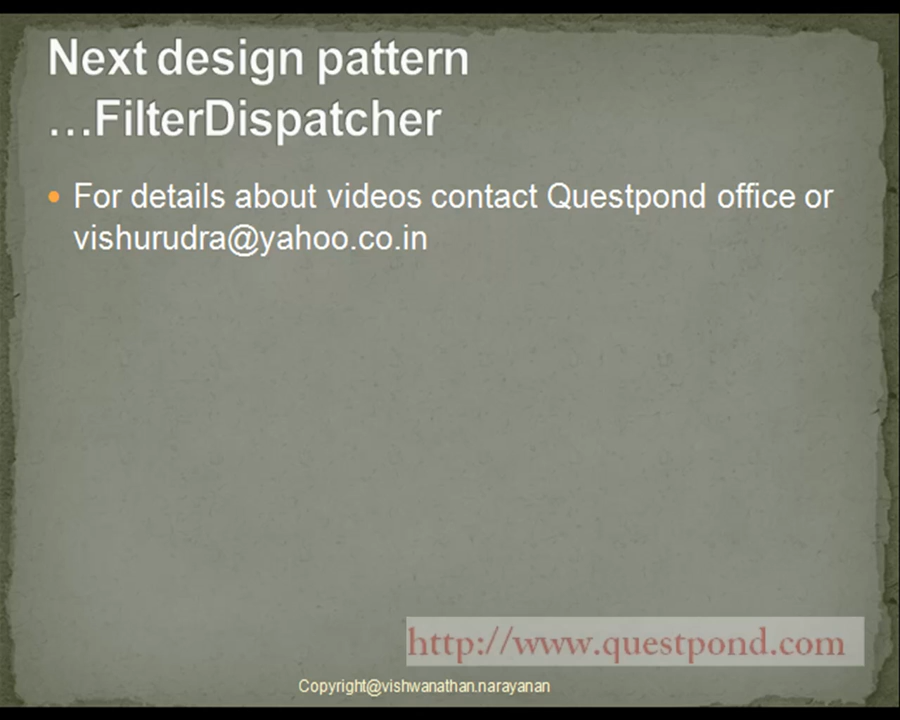 Next design pattern
...FilterDispatcher
• For details about videos contact Questpond office or
vishurudra@yahoo.co.in
http://www.questpond.com
Copyright@vishwanathan.narayanan